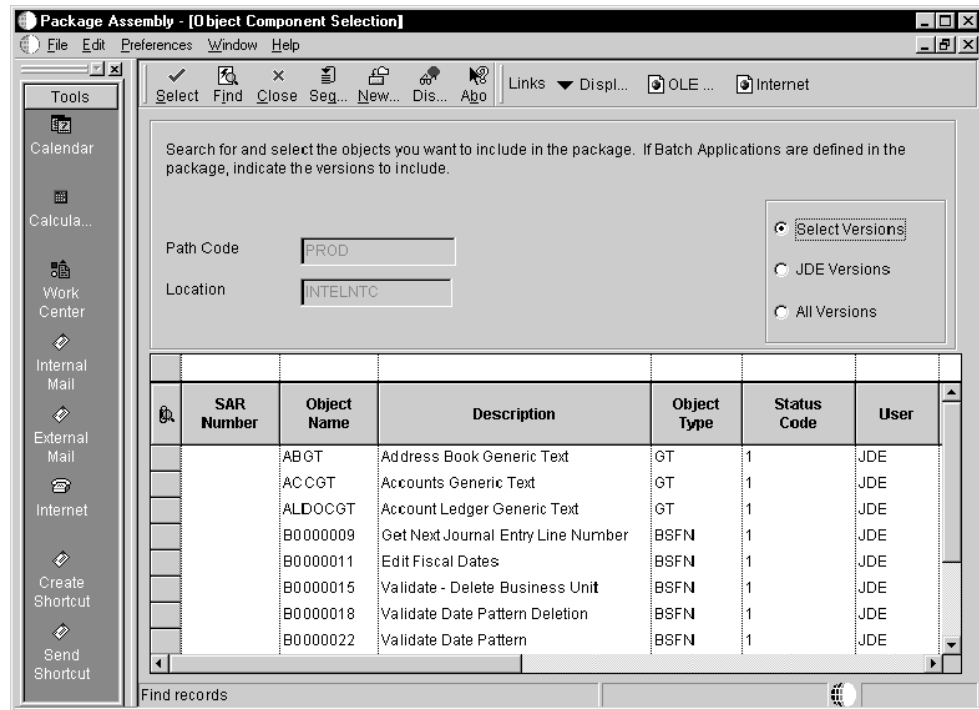 Package Assembly - [Object Component Selection]
File Edit Preferences Window Help
Tools
Calendar
Calcula...
Work
Center
Internal
Mail
External
Mail
Internet
Create
Shortcut
Send
Shortcut
Select Find Close Seq... New... Dis... Abo Links Displ... OLE ... Internet
Search for and select the objects you want to include in the package. If Batch Applications are defined in the
package, indicate the versions to include.
Path Code PROD
Location INTELNTC
Select Versions
JDE Versions
All Versions
SAR Number Object Name Description Object Type Status Code User
ABGT Address Book Generic Text GT 1 JDE
ACCGT Accounts Generic Text GT 1 JDE
ALDOCGT Account Ledger Generic Text GT 1 JDE
B0000009 Get Next Journal Entry Line Number BSFN 1 JDE
B0000011 Edit Fiscal Dates BSFN 1 JDE
B0000015 Validate - Delete Business Unit BSFN 1 JDE
B0000018 Validate Date Pattern Deletion BSFN 1 JDE
B0000022 Validate Date Pattern BSFN 1 JDE
Find records